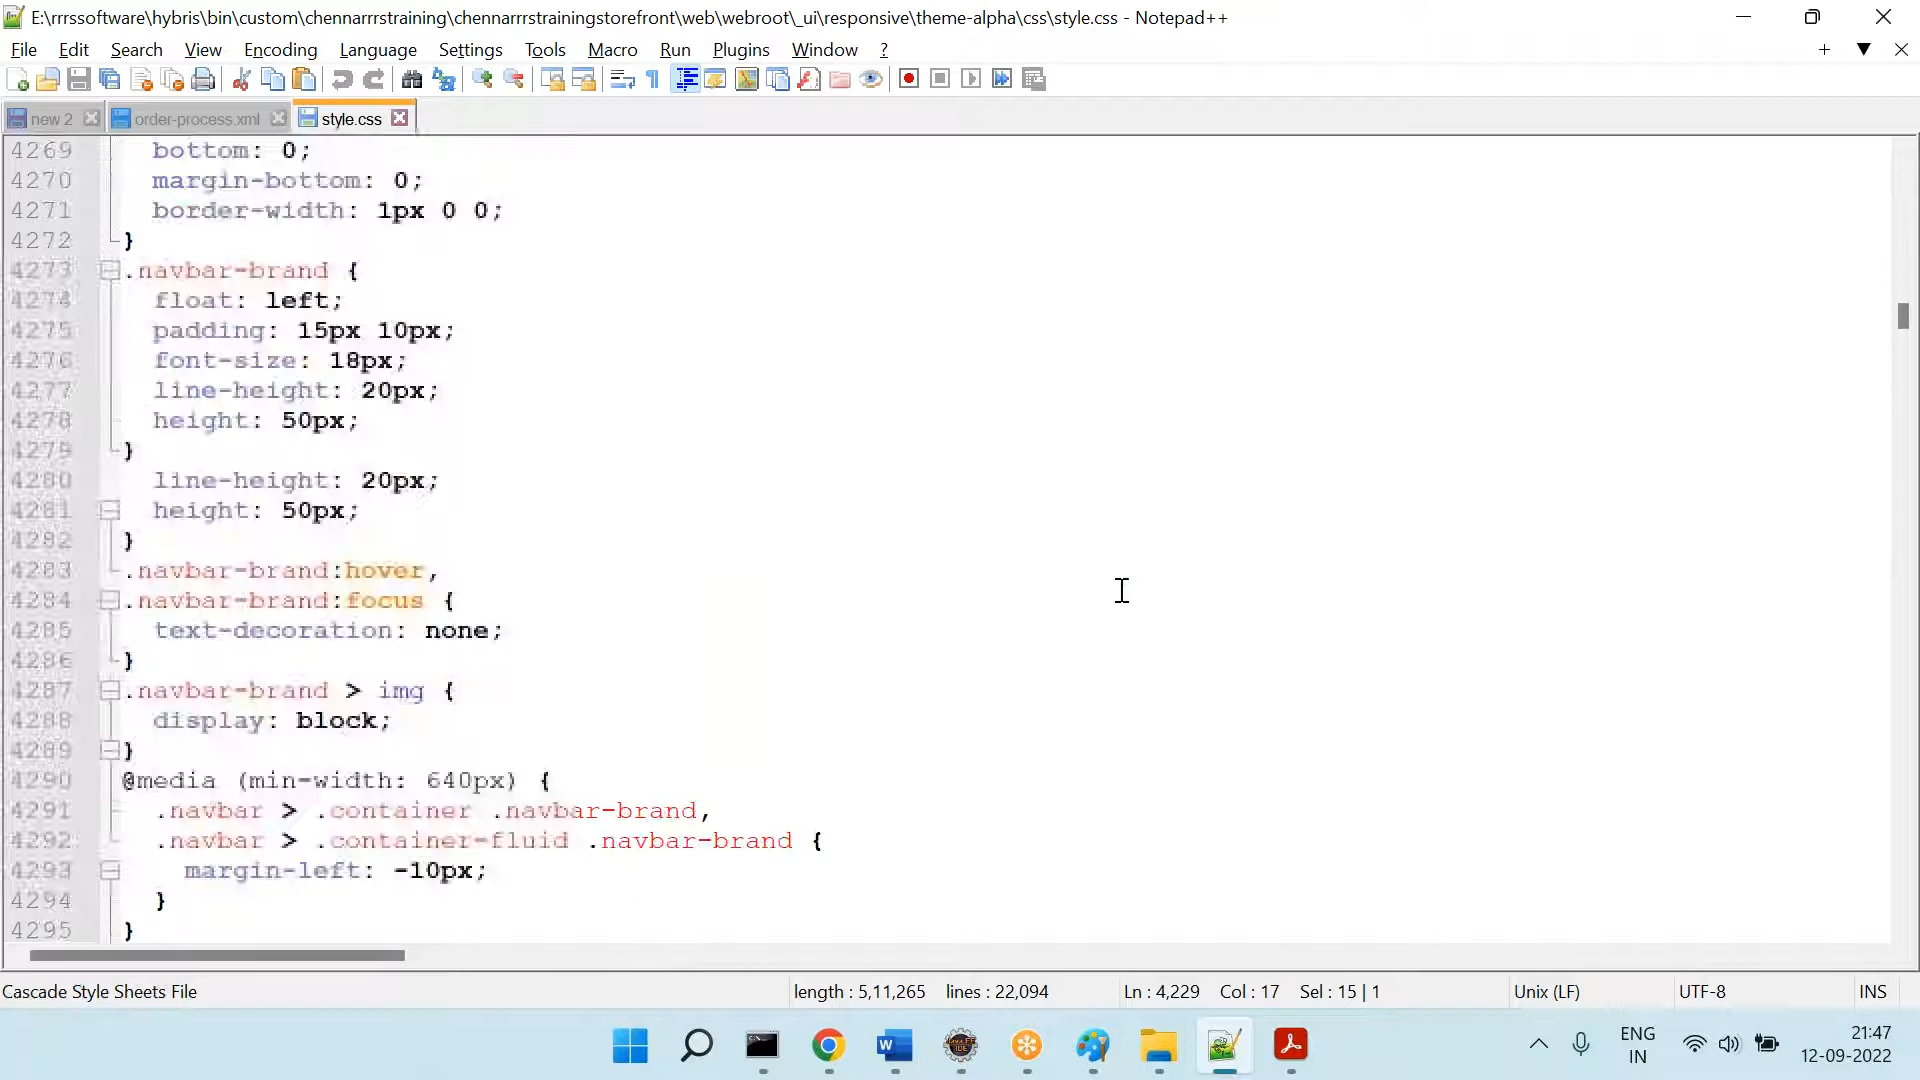 E:\rrrssoftware\hybris\bin\custom\chennarrrstraining\chennarrrstrainingstorefront\web\webroot\_ui\responsive\theme-alpha\css\style.css - Notepad++
File Edit Search View Encoding Language Settings Tools Macro Run Plugins Window ?
new 2 order-process.xml style.css
4269 bottom: 0;
4270 margin-bottom: 0;
4271 border-width: 1px 0 0;
4272 }
4273 .navbar-brand {
4274 float: left;
4275 padding: 15px 10px;
4276 font-size: 18px;
4277 line-height: 20px;
4278 height: 50px;
4279 }
4280 line-height: 20px;
4281 height: 50px;
4282 }
4283 .navbar-brand:hover,
4284 .navbar-brand:focus {
4285 text-decoration: none;
4286 }
4287 .navbar-brand > img {
4288 display: block;
4289 }
4290 @media (min-width: 640px) {
4291 .navbar > .container .navbar-brand,
4292 .navbar > .container-fluid .navbar-brand {
4293 margin-left: -10px;
4294 }
4295 }
Cascade Style Sheets File length : 5,11,265 lines : 22,094 Ln : 4,229 Col : 17 Sel : 15 | 1 Unix (LF) UTF-8 INS
ENG 21:47
IN 12-09-2022